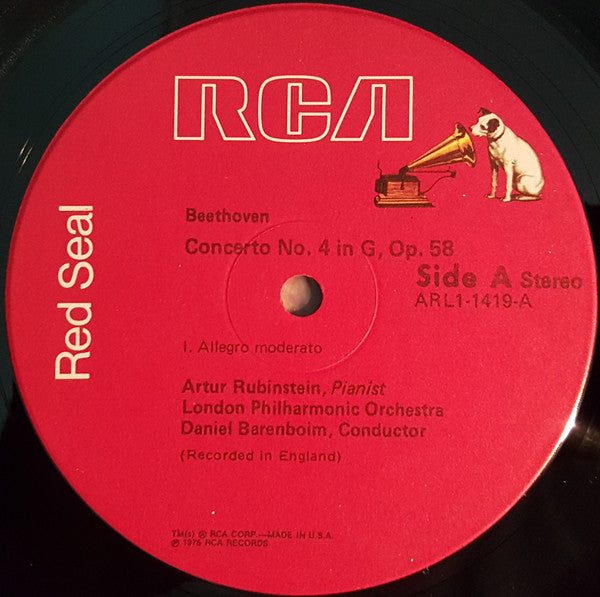 RCA
Red Seal
Beethoven
Concerto No. 4 in G, Op. 58
Side A Stereo
ARL1-1419-A
I. Allegro moderato
Artur Rubinstein, Pianist
London Philharmonic Orchestra
Daniel Barenboim, Conductor
(Recorded in England)
TM(s) ® RCA CORP.—MADE IN U.S.A.
℗ 1976 RCA RECORDS